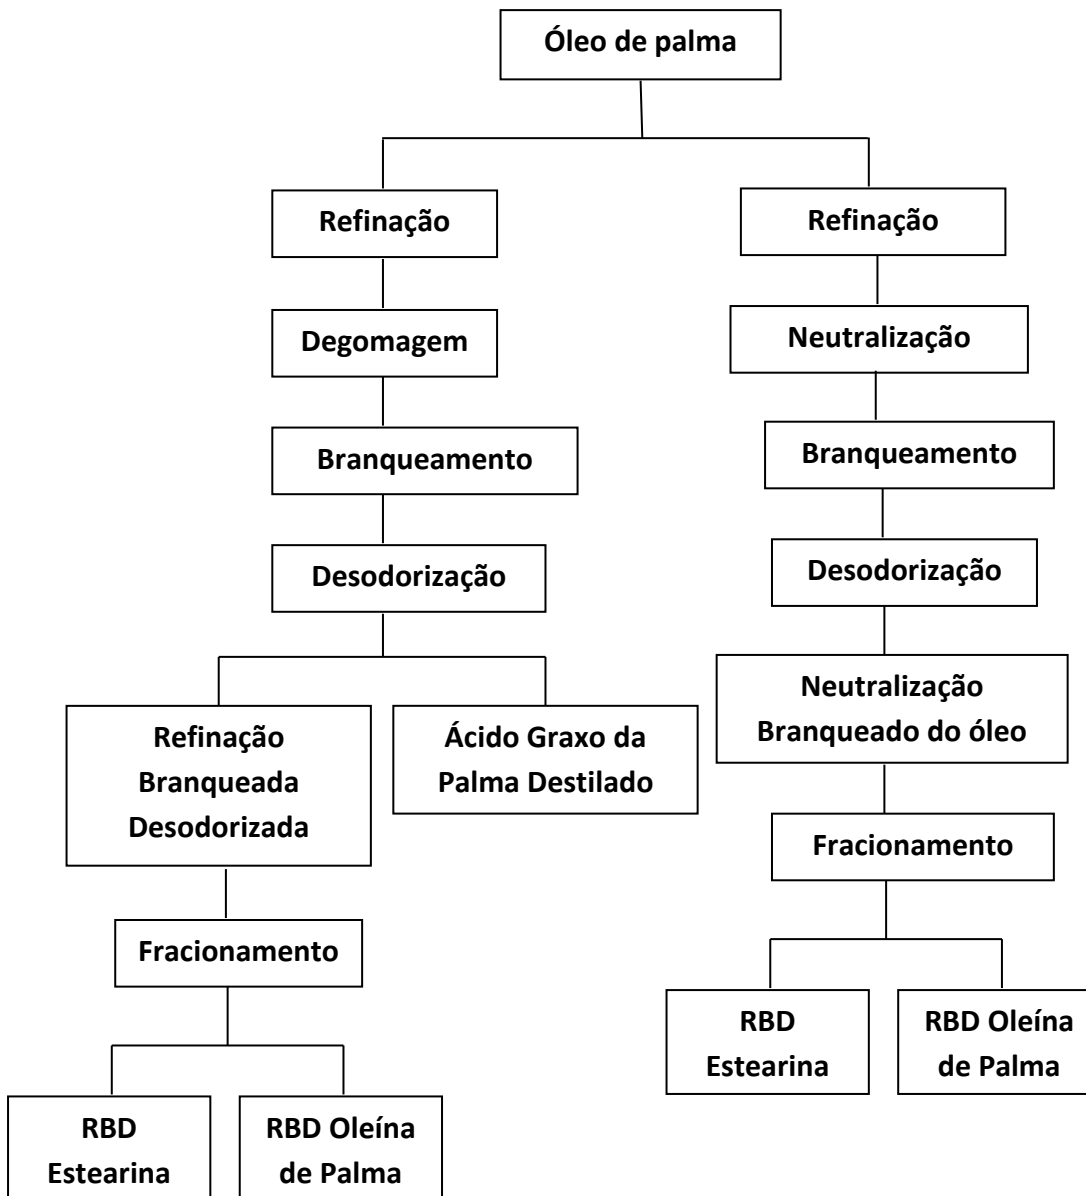 Óleo de palma
Refinação
Refinação
Degomagem
Neutralização
Branqueamento
Branqueamento
Desodorização
Desodorização
Refinação
Branqueada
Desodorizada
Ácido Graxo da
Palma Destilado
Neutralização
Branqueado do óleo
Fracionamento
Fracionamento
RBD
Estearina
RBD Oleína
de Palma
RBD
Estearina
RBD Oleína
de Palma